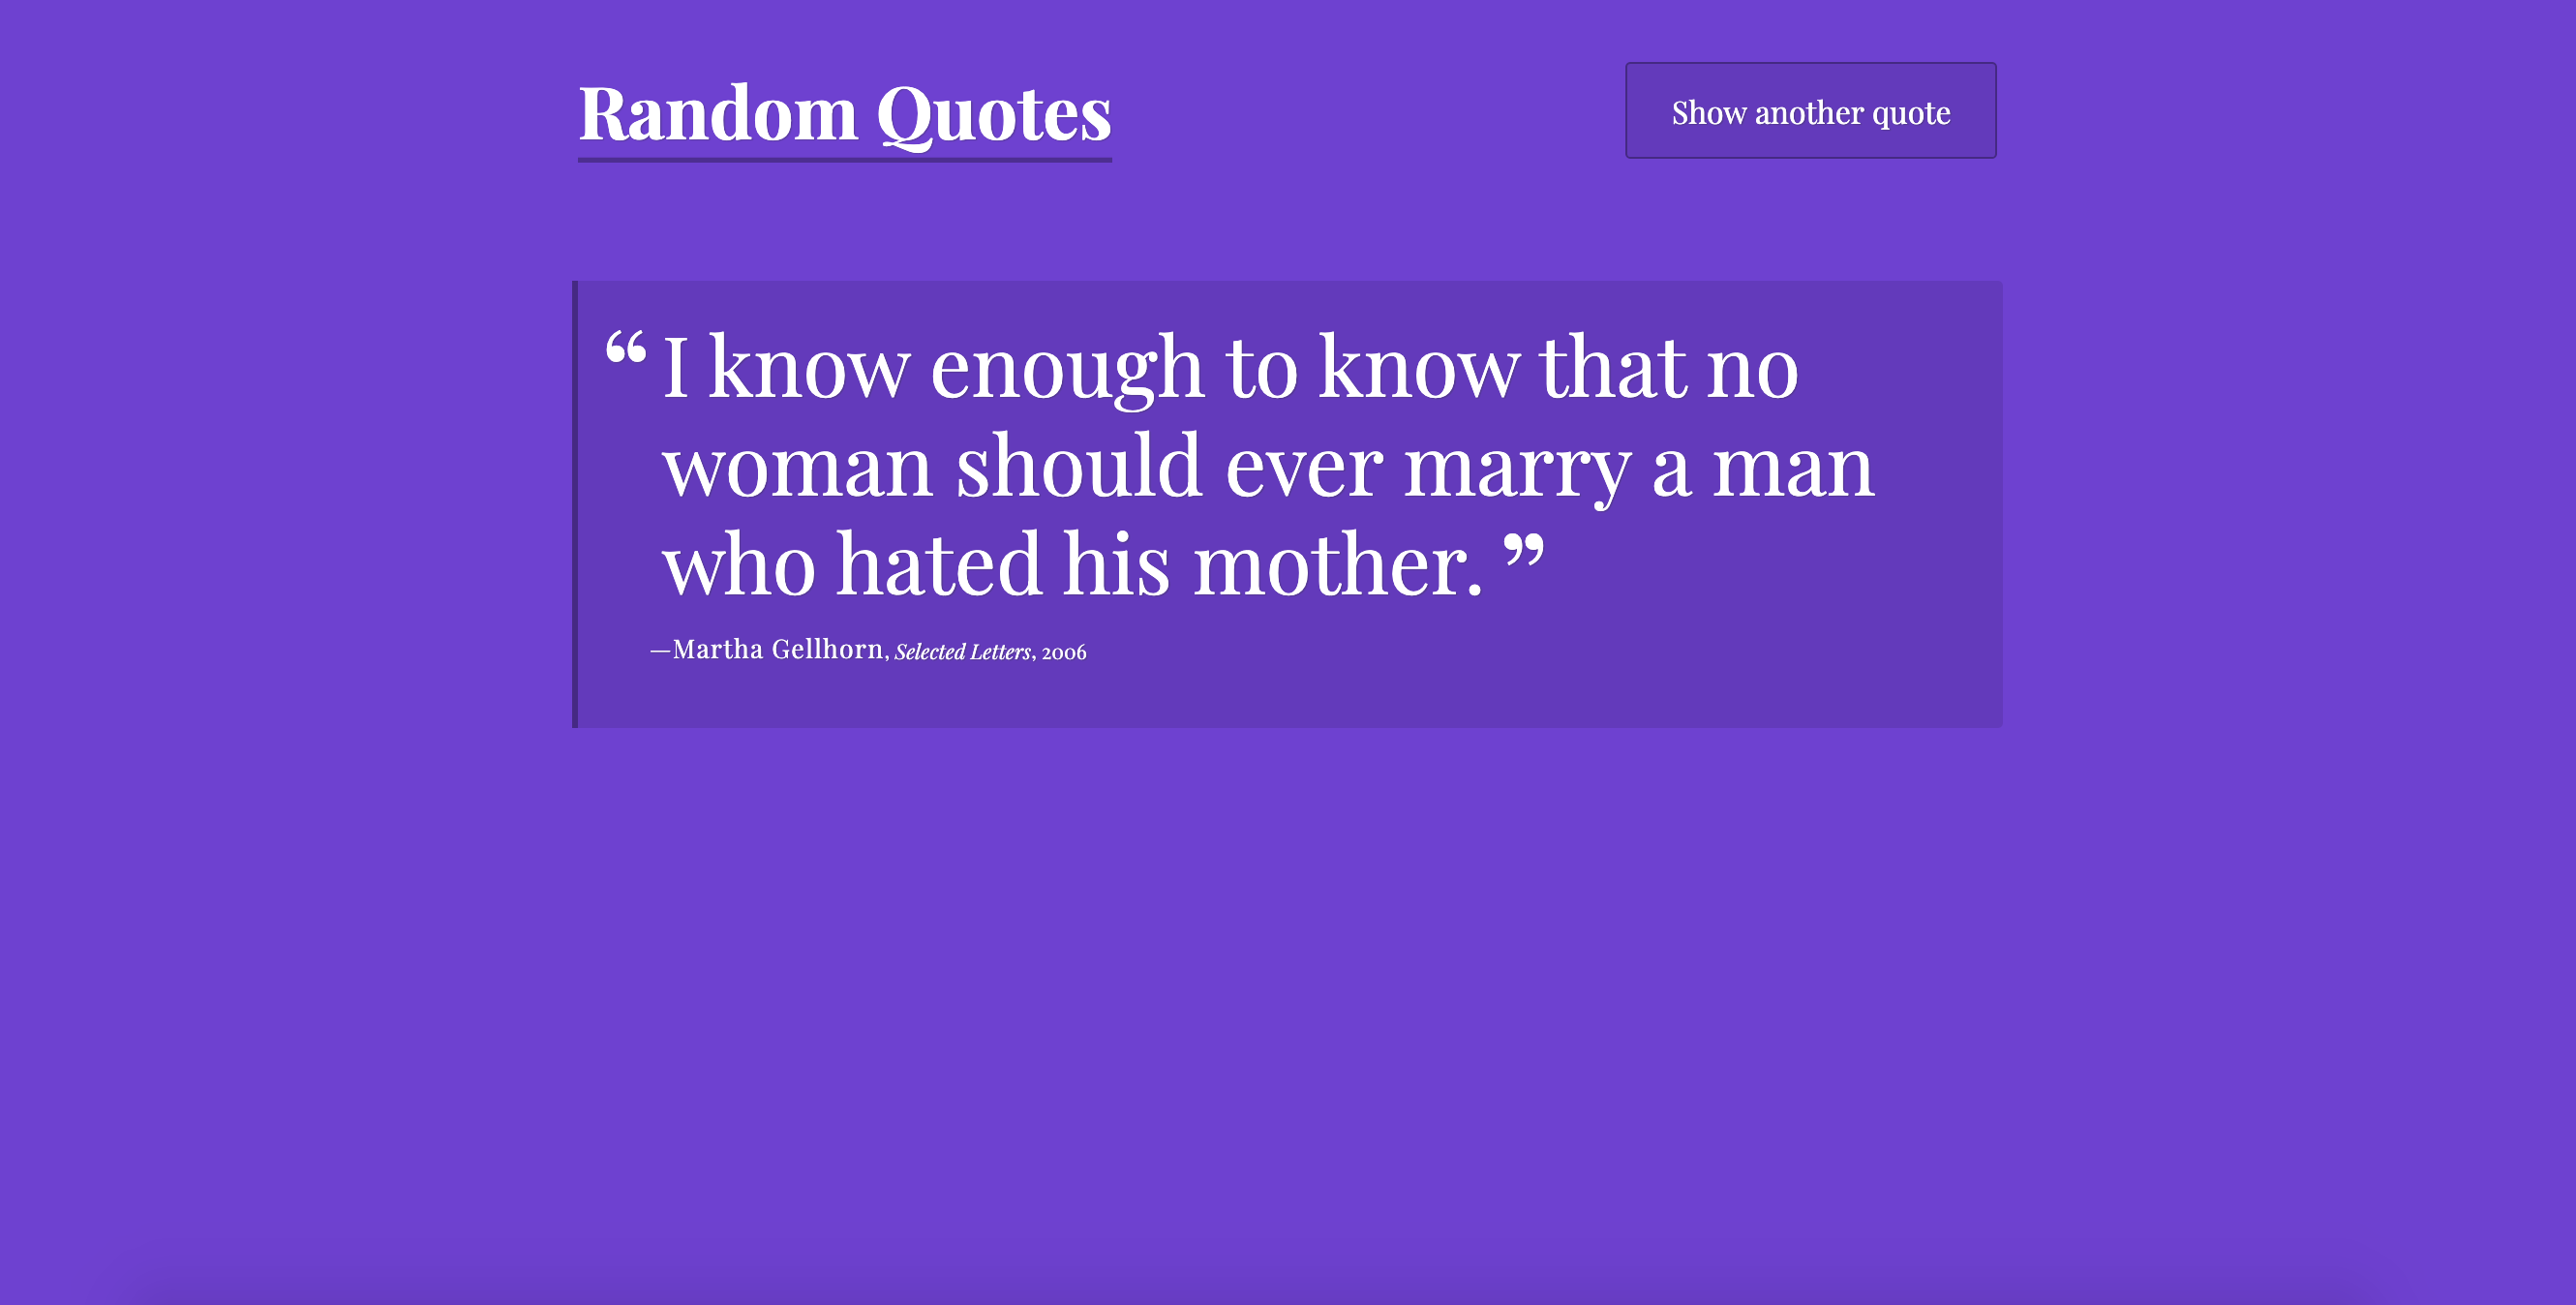 Random Quotes
Show another quote
“ I know enough to know that no
woman should ever marry a man
who hated his mother. ”
—Martha Gellhorn, Selected Letters, 2006